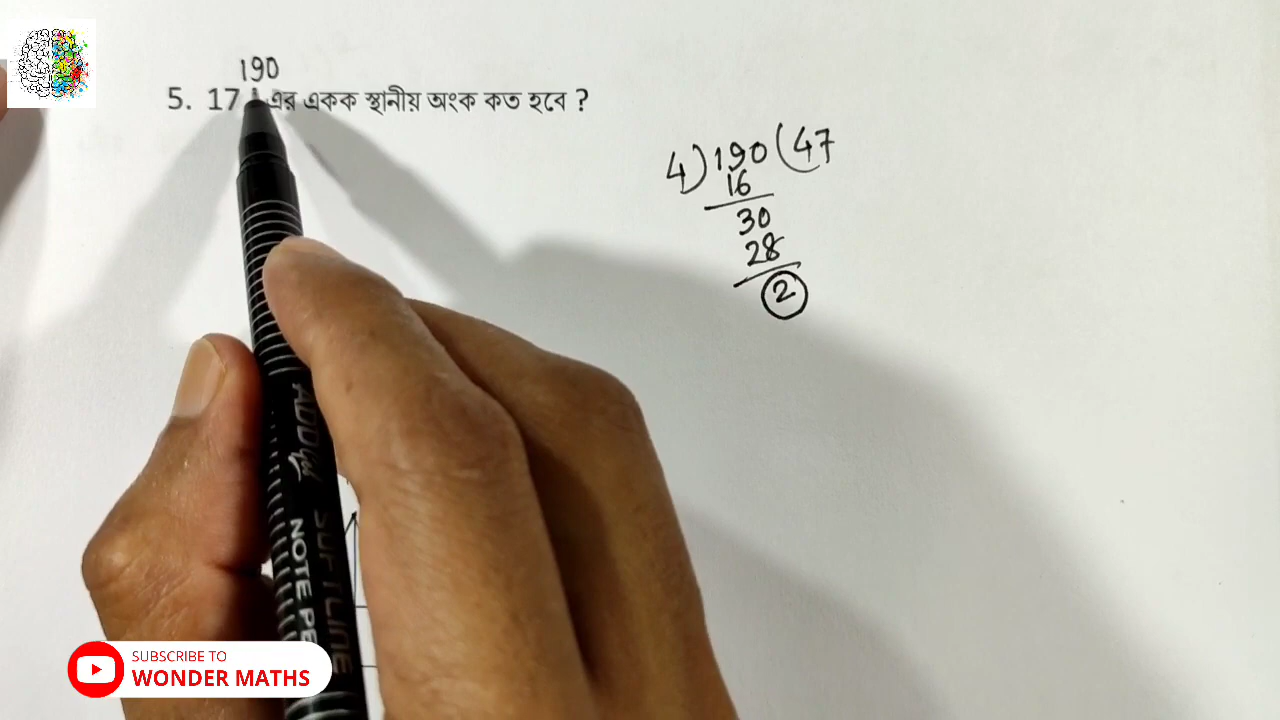 190
5. 17 এর একক স্থানীয় অংক কত হবে ?
4) 190 ( 47
16
30
28
2
ADD gel
SOFTLINE
NOTE PE
SUBSCRIBE TO
WONDER MATHS